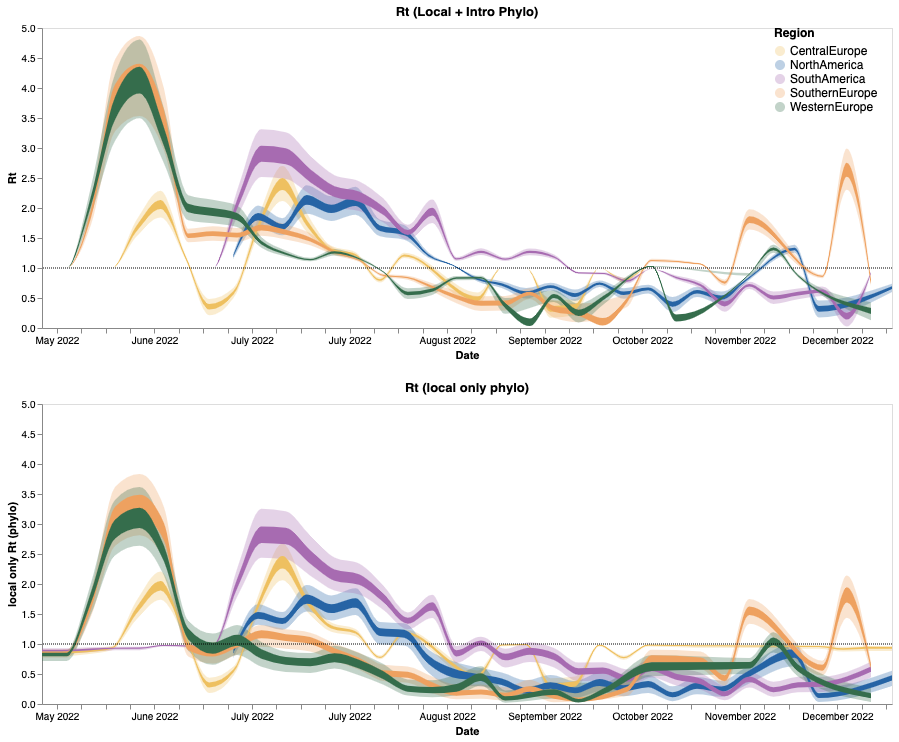 Rt (Local + Intro Phylo)
Region
CentralEurope
NorthAmerica
SouthAmerica
SouthernEurope
WesternEurope
Rt
5.0
4.5
4.0
3.5
3.0
2.5
2.0
1.5
1.0
0.5
0.0
May 2022 June 2022 July 2022 July 2022 August 2022 September 2022 October 2022 November 2022 December 2022
Date
Rt (local only phylo)
local only Rt (phylo)
5.0
4.5
4.0
3.5
3.0
2.5
2.0
1.5
1.0
0.5
0.0
May 2022 June 2022 July 2022 July 2022 August 2022 September 2022 October 2022 November 2022 December 2022
Date